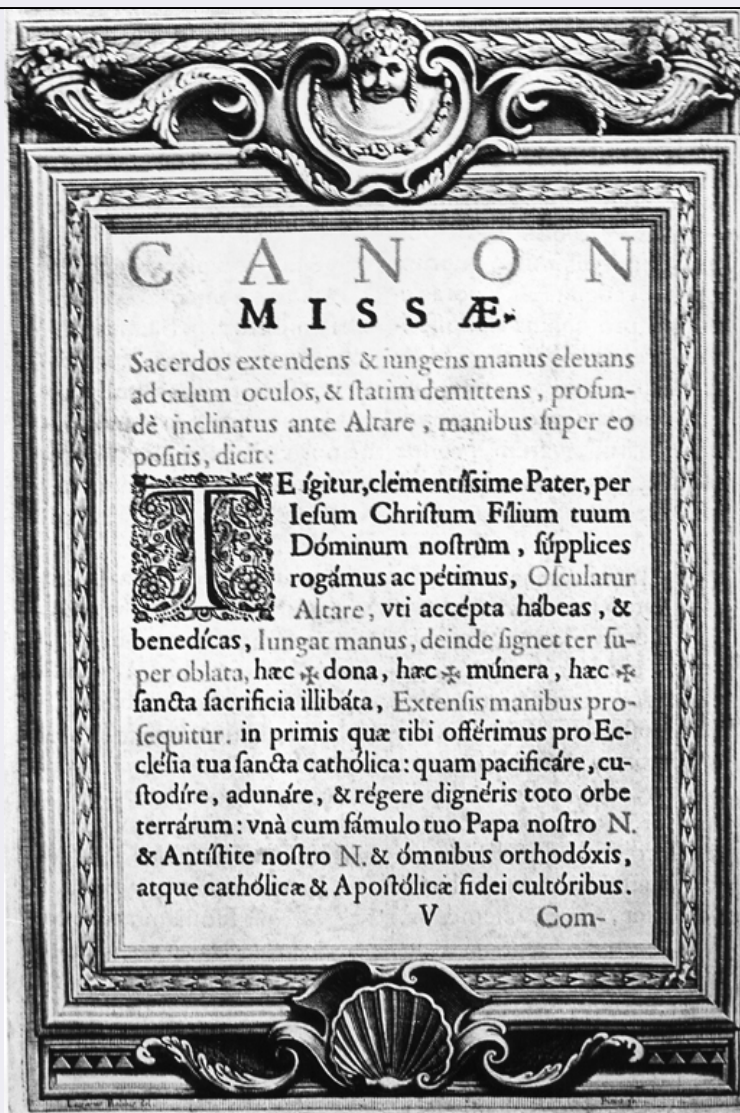 CANON
MISSÆ.
Sacerdos extendens & iungens manus eleuans
ad cælum oculos, & ſtatim demittens, profun-
dè inclinatus ante Altare, manibus ſuper eo
poſitis, dicit:
TE ígitur, clementíſſime Pater, per
Ieſum Chriſtum Fílium tuum
Dóminum noſtrum, ſúpplices
rogámus ac pétimus, Oſculatur
Altare, vti accépta hábeas, &
benedícas, Iungat manus, deinde ſignet ter ſu-
per oblata, hæc ✠ dona, hæc ✠ múnera, hæc ✠
ſancta ſacrificia illibáta, Extenſis manibus pro-
ſequitur. in primis quæ tibi offérimus pro Ec-
cléſia tua ſancta cathólica: quam pacificáre, cu-
ſtodíre, adunáre, & régere dignéris toto orbe
terrárum: vnà cum fámulo tuo Papa noſtro N.
& Antíſtite noſtro N. & ómnibus orthodóxis,
atque cathólicæ & Apoſtólicæ fidei cultóribus.
V Com-